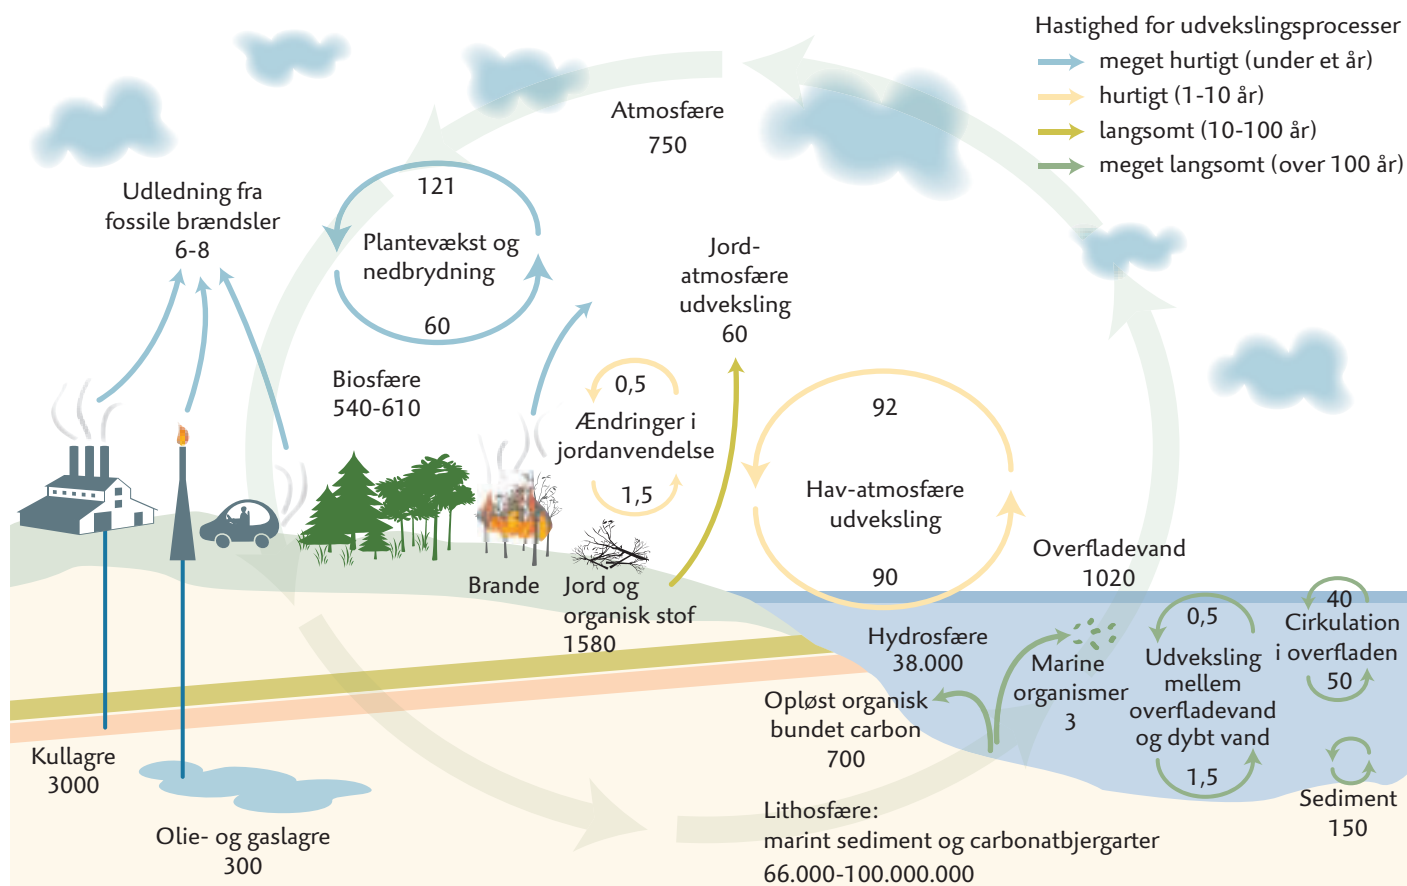 Hastighed for udvekslingsprocesser
meget hurtigt (under et år)
hurtigt (1-10 år)
langsomt (10-100 år)
meget langsomt (over 100 år)
Atmosfære
750
Udledning fra
fossile brændsler
6-8
121
Plantevækst og
nedbrydning
60
Jord-
atmosfære
udveksling
60
Biosfære
540-610
0,5
Ændringer i
jordanvendelse
1,5
92
Hav-atmosfære
udveksling
90
Overfladevand
1020
Brande
Jord og
organisk stof
1580
Hydrosfære
38.000
Marine
organismer
3
0,5
Udveksling
mellem
overfladevand
og dybt vand
1,5
40
Cirkulation
i overfladen
50
Opløst organisk
bundet carbon
700
Kullagre
3000
Olie- og gaslagre
300
Sediment
150
Lithosfære:
marint sediment og carbonatbjergarter
66.000-100.000.000